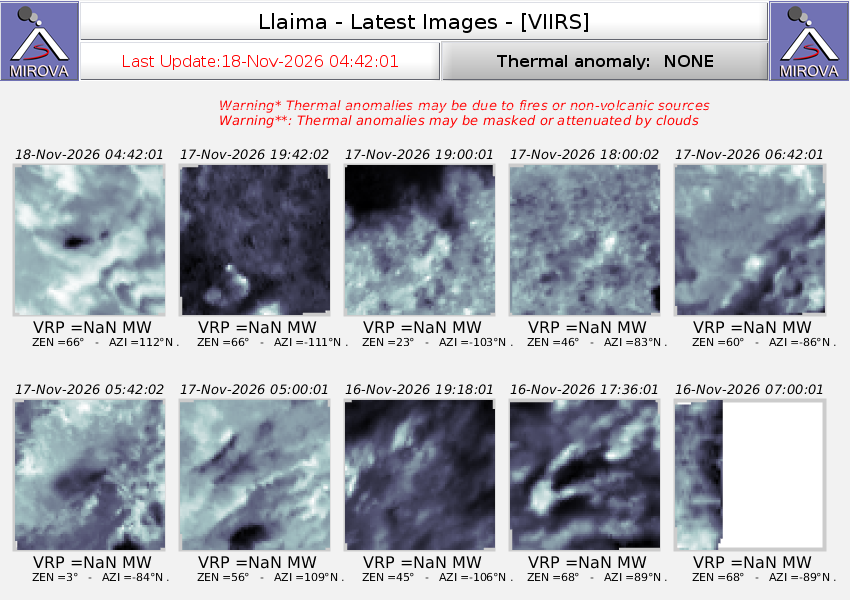 MIROVA
Llaima - Latest Images - [VIIRS]
MIROVA
Last Update:18-Nov-2026 04:42:01
Thermal anomaly: NONE
Warning* Thermal anomalies may be due to fires or non-volcanic sources
Warning**: Thermal anomalies may be masked or attenuated by clouds
18-Nov-2026 04:42:01 17-Nov-2026 19:42:02 17-Nov-2026 19:00:01 17-Nov-2026 18:00:02 17-Nov-2026 06:42:01
VRP =NaN MW VRP =NaN MW VRP =NaN MW VRP =NaN MW VRP =NaN MW
ZEN =66° - AZI =112°N . ZEN =66° - AZI =-111°N . ZEN =23° - AZI =-103°N . ZEN =46° - AZI =83°N . ZEN =60° - AZI =-86°N .
17-Nov-2026 05:42:02 17-Nov-2026 05:00:01 16-Nov-2026 19:18:01 16-Nov-2026 17:36:01 16-Nov-2026 07:00:01
VRP =NaN MW VRP =NaN MW VRP =NaN MW VRP =NaN MW VRP =NaN MW
ZEN =3° - AZI =-84°N . ZEN =56° - AZI =109°N . ZEN =45° - AZI =-106°N . ZEN =68° - AZI =89°N . ZEN =68° - AZI =-89°N .